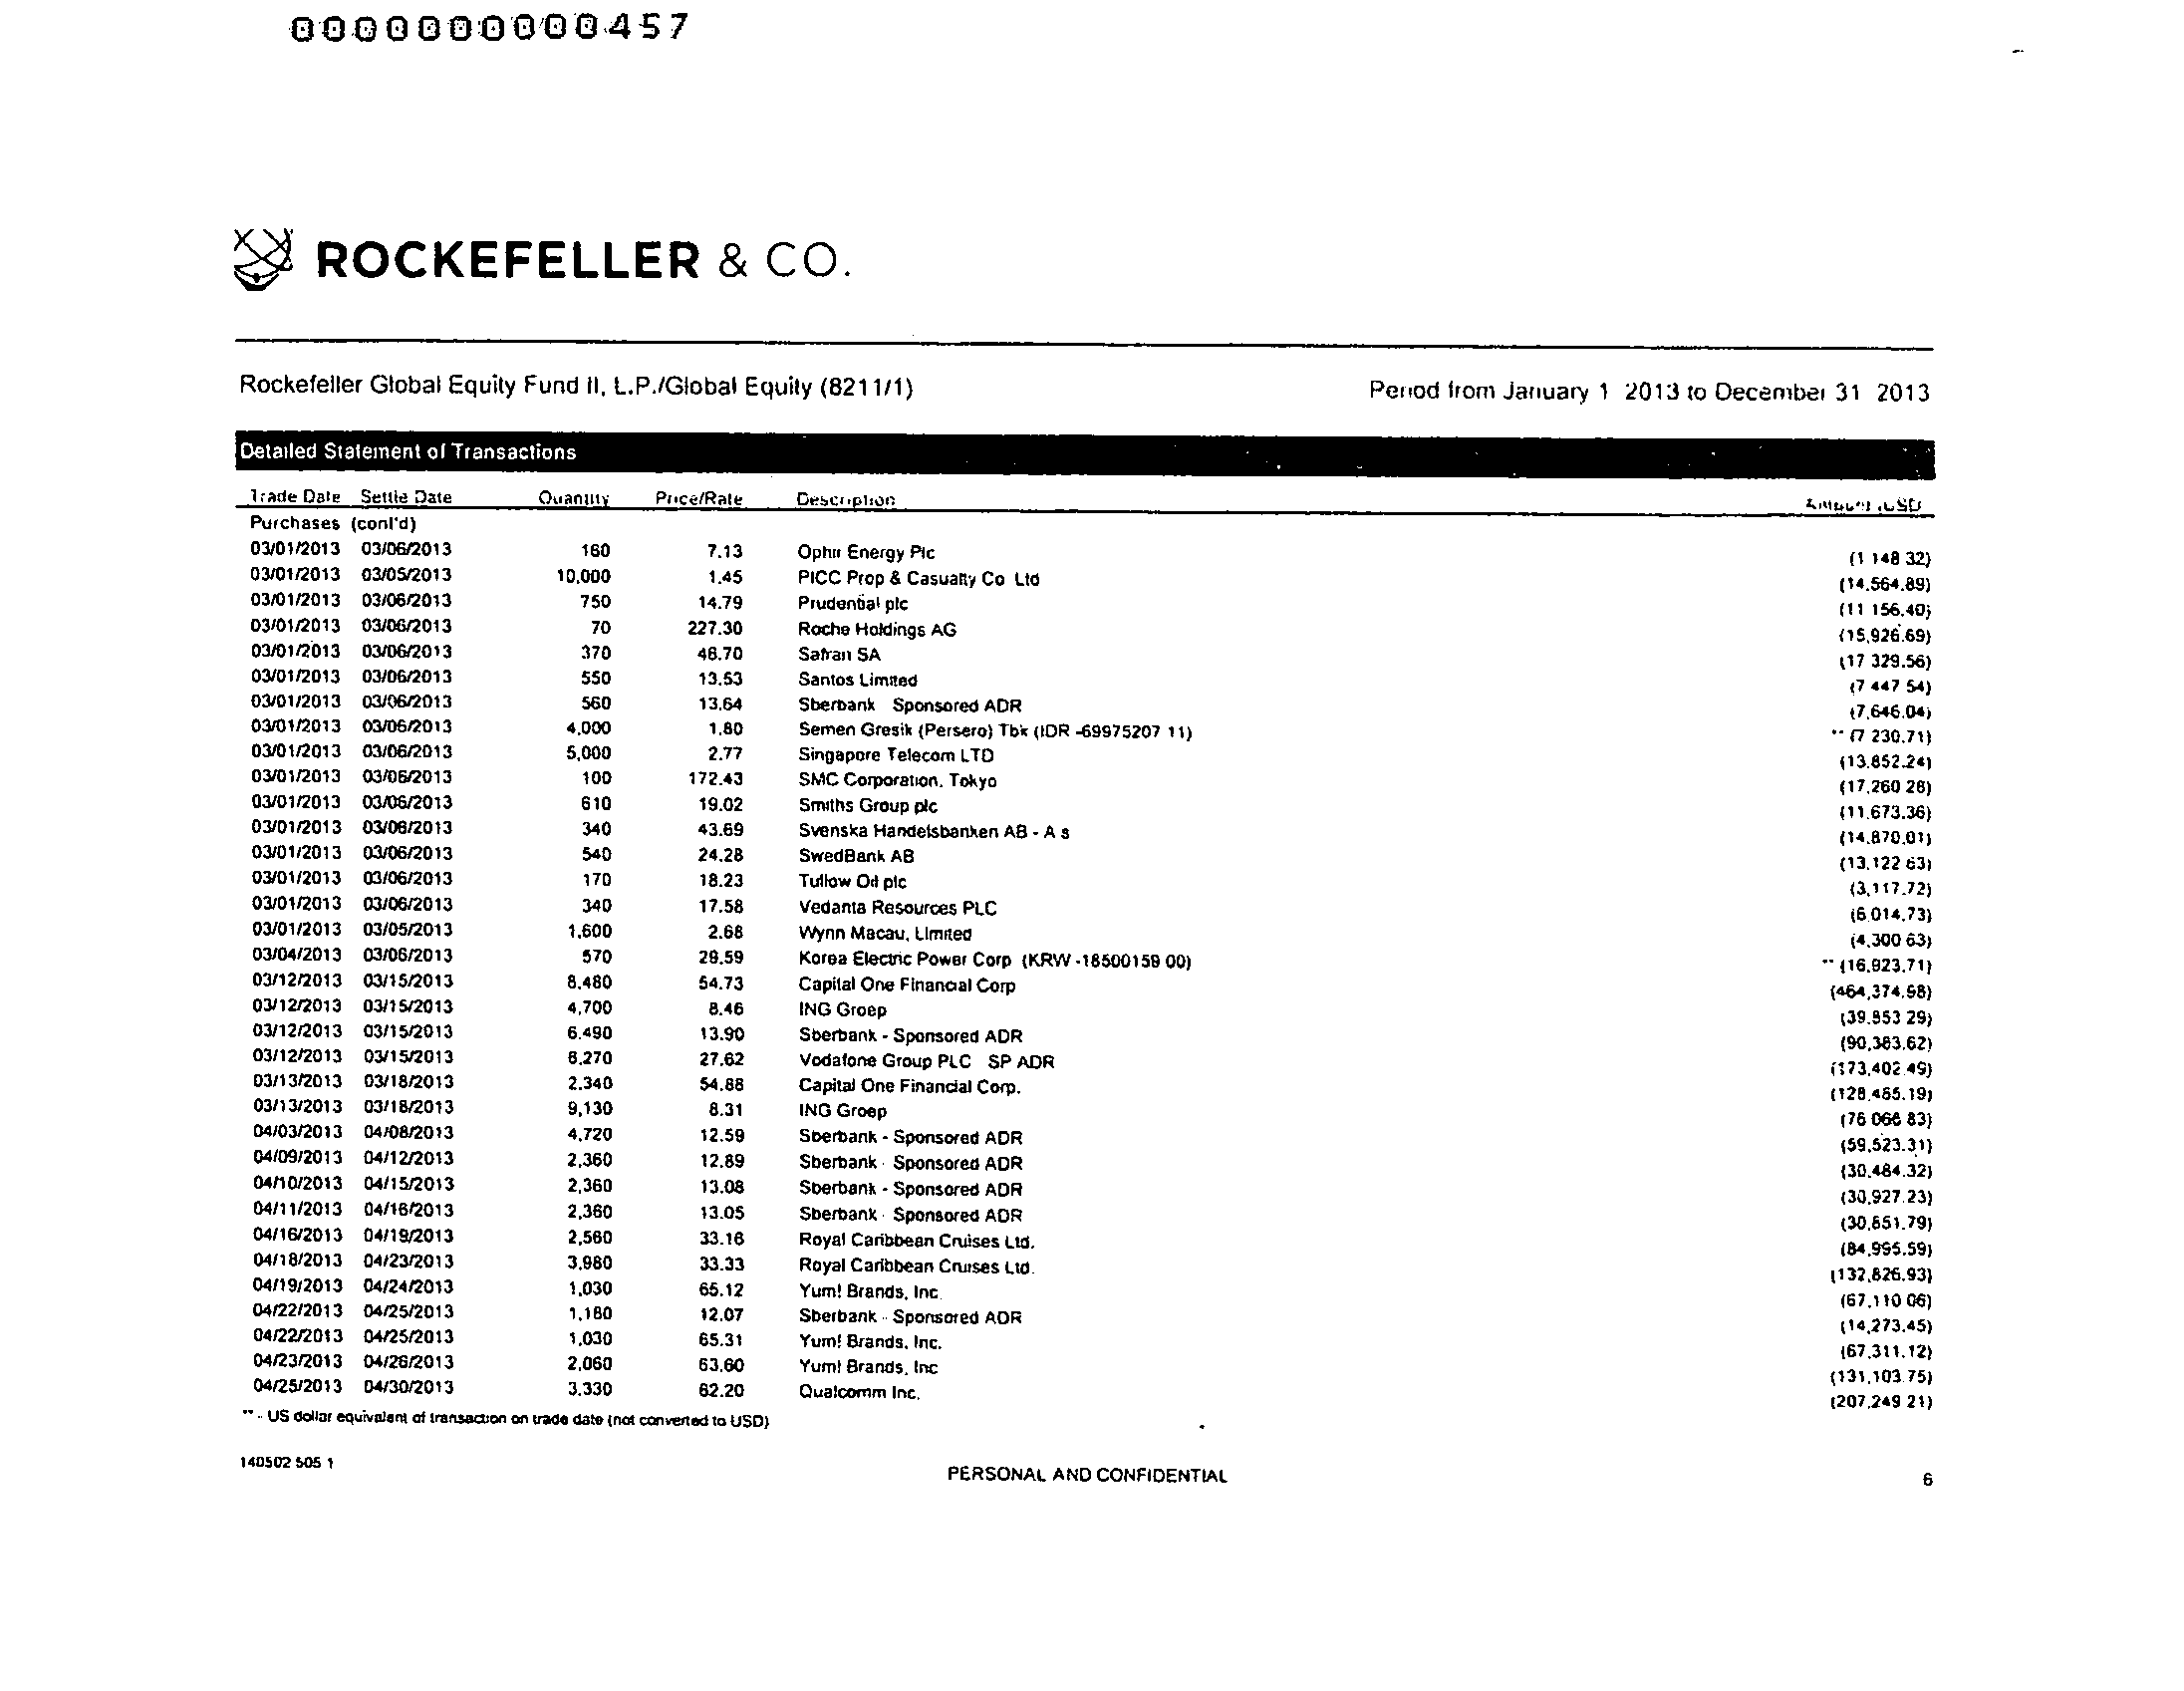 0000000000457
ROCKEFELLER & CO.
Rockefeller Global Equity Fund II, L.P./Global Equity (8211/1) Period from January 1 2013 to December 31 2013
Detailed Statement of Transactions
Trade Date Settle Date Quantity Price/Rate Description Amount USD
Purchases (cont'd)
03/01/2013 03/06/2013 160 7.13 Ophir Energy Plc (1 148 32)
03/01/2013 03/05/2013 10,000 1.45 PICC Prop & Casualty Co Ltd (14,564.89)
03/01/2013 03/06/2013 750 14.79 Prudential plc (11 156.40)
03/01/2013 03/06/2013 70 227.30 Roche Holdings AG (15,926.69)
03/01/2013 03/06/2013 370 46.70 Safran SA (17 329.56)
03/01/2013 03/06/2013 550 13.53 Santos Limited (7 447 54)
03/01/2013 03/06/2013 560 13.64 Sberbank Sponsored ADR (7,646.04)
03/01/2013 03/06/2013 4,000 1.80 Semen Gresik (Persero) Tbk (IDR -69975207 11) ** (7 230.71)
03/01/2013 03/06/2013 5,000 2.77 Singapore Telecom LTD (13,852.24)
03/01/2013 03/06/2013 100 172.43 SMC Corporation, Tokyo (17,260 28)
03/01/2013 03/06/2013 610 19.02 Smiths Group plc (11,673.36)
03/01/2013 03/06/2013 340 43.69 Svenska Handelsbanken AB - A s (14,870.01)
03/01/2013 03/06/2013 540 24.28 SwedBank AB (13,122 63)
03/01/2013 03/06/2013 170 18.23 Tullow Oil plc (3,117.72)
03/01/2013 03/06/2013 340 17.58 Vedanta Resources PLC (6,014.73)
03/01/2013 03/05/2013 1,600 2.68 Wynn Macau, Limited (4,300 63)
03/04/2013 03/06/2013 570 29.59 Korea Electric Power Corp (KRW -18500159 00) ** (16,923.71)
03/12/2013 03/15/2013 8,480 54.73 Capital One Financial Corp (464,374.98)
03/12/2013 03/15/2013 4,700 8.46 ING Groep (39,853 29)
03/12/2013 03/15/2013 6,490 13.90 Sberbank - Sponsored ADR (90,383.62)
03/12/2013 03/15/2013 6,270 27.62 Vodafone Group PLC SP ADR (173,402 49)
03/13/2013 03/18/2013 2,340 54.88 Capital One Financial Corp. (128,465.19)
03/13/2013 03/18/2013 9,130 8.31 ING Groep (76 066 83)
04/03/2013 04/08/2013 4,720 12.59 Sberbank - Sponsored ADR (59,523.31)
04/09/2013 04/12/2013 2,360 12.89 Sberbank - Sponsored ADR (30,484.32)
04/10/2013 04/15/2013 2,360 13.08 Sberbank - Sponsored ADR (30,927.23)
04/11/2013 04/16/2013 2,360 13.05 Sberbank - Sponsored ADR (30,851.79)
04/16/2013 04/19/2013 2,560 33.16 Royal Caribbean Cruises Ltd. (84,995.59)
04/18/2013 04/23/2013 3,980 33.33 Royal Caribbean Cruises Ltd. (132,826.93)
04/19/2013 04/24/2013 1,030 65.12 Yum! Brands, Inc. (67,110 06)
04/22/2013 04/25/2013 1,180 12.07 Sberbank - Sponsored ADR (14,273.45)
04/22/2013 04/25/2013 1,030 65.31 Yum! Brands, Inc. (67,311.12)
04/23/2013 04/26/2013 2,060 63.60 Yum! Brands, Inc (131,103.75)
04/25/2013 04/30/2013 3,330 62.20 Qualcomm Inc. (207,249 21)
** - US dollar equivalent of transaction on trade date (not converted to USD)
140502 505 1 PERSONAL AND CONFIDENTIAL 6